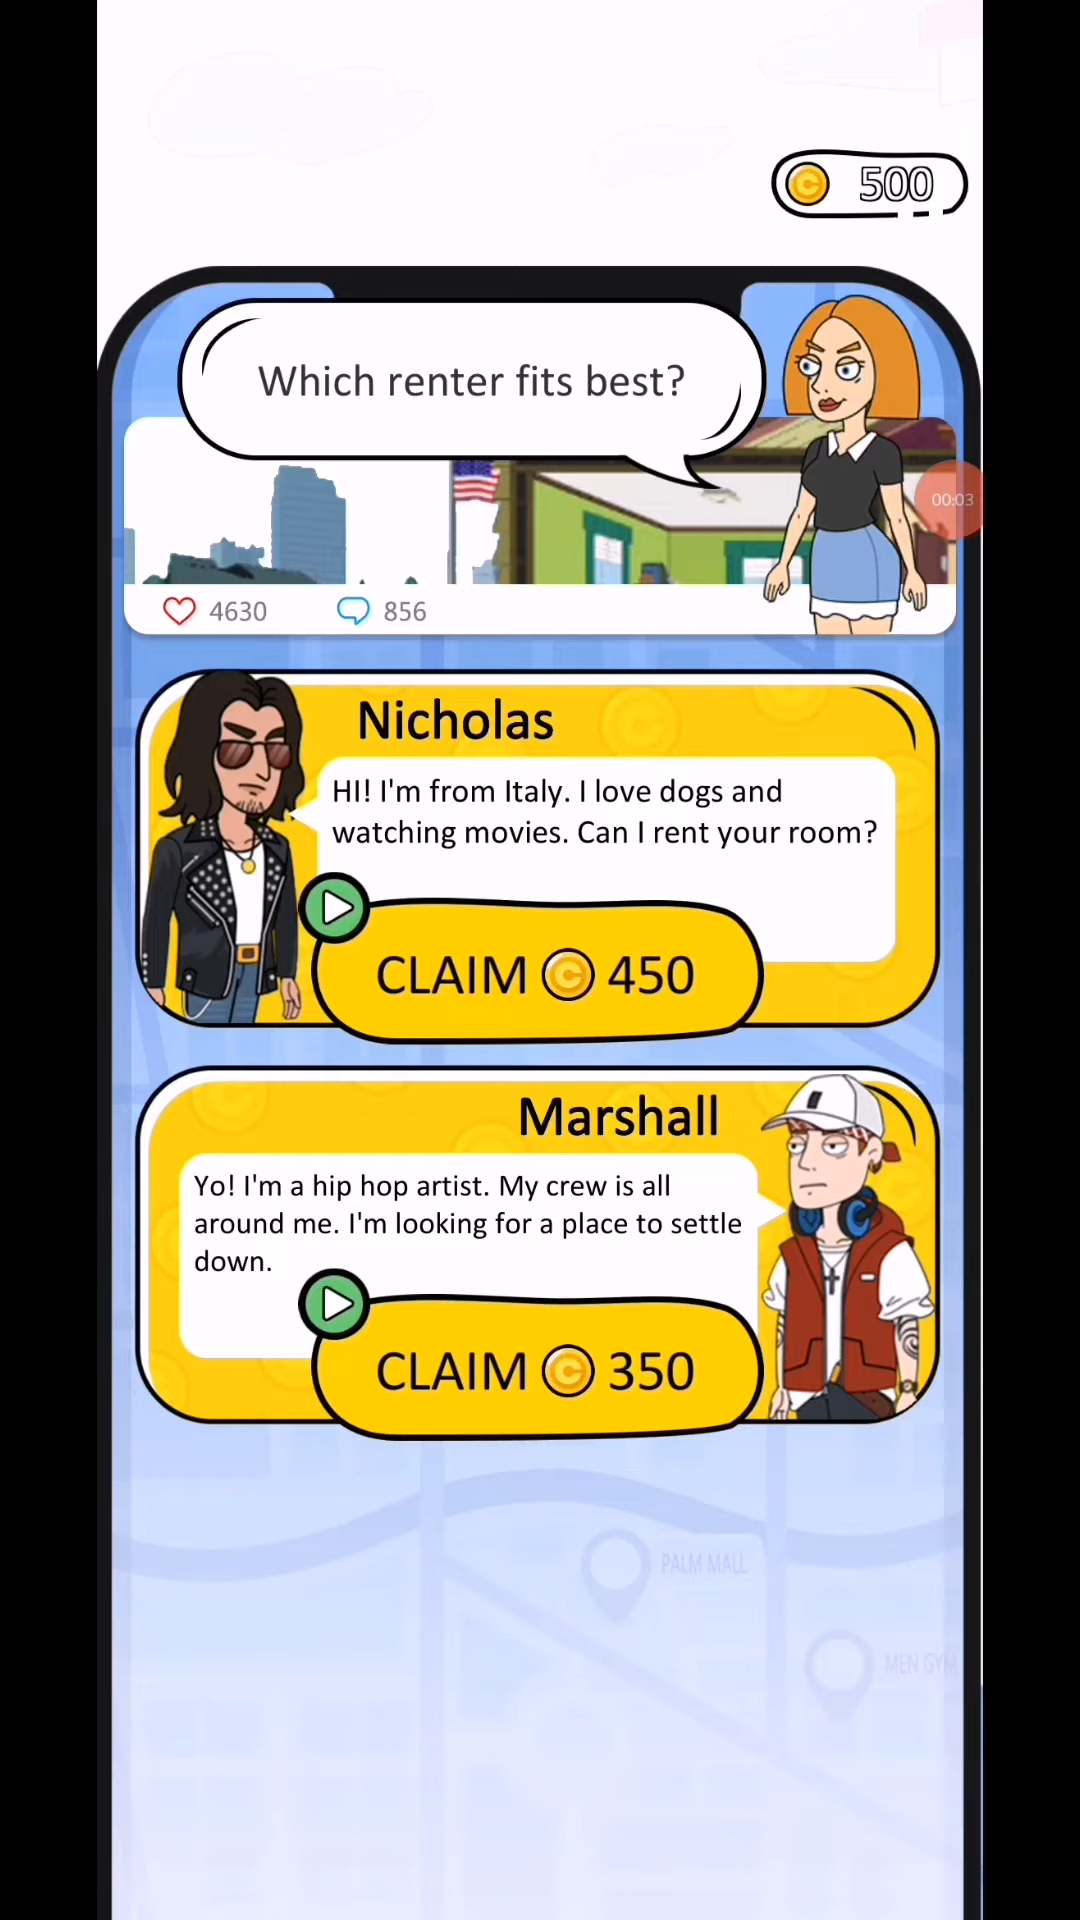 500
Which renter fits best?
00:03
4630
856
Nicholas
HI! I'm from Italy. I love dogs and
watching movies. Can I rent your room?
CLAIM 450
Marshall
Yo! I'm a hip hop artist. My crew is all
around me. I'm looking for a place to settle
down.
CLAIM 350
PALM MALL
MEN GYM